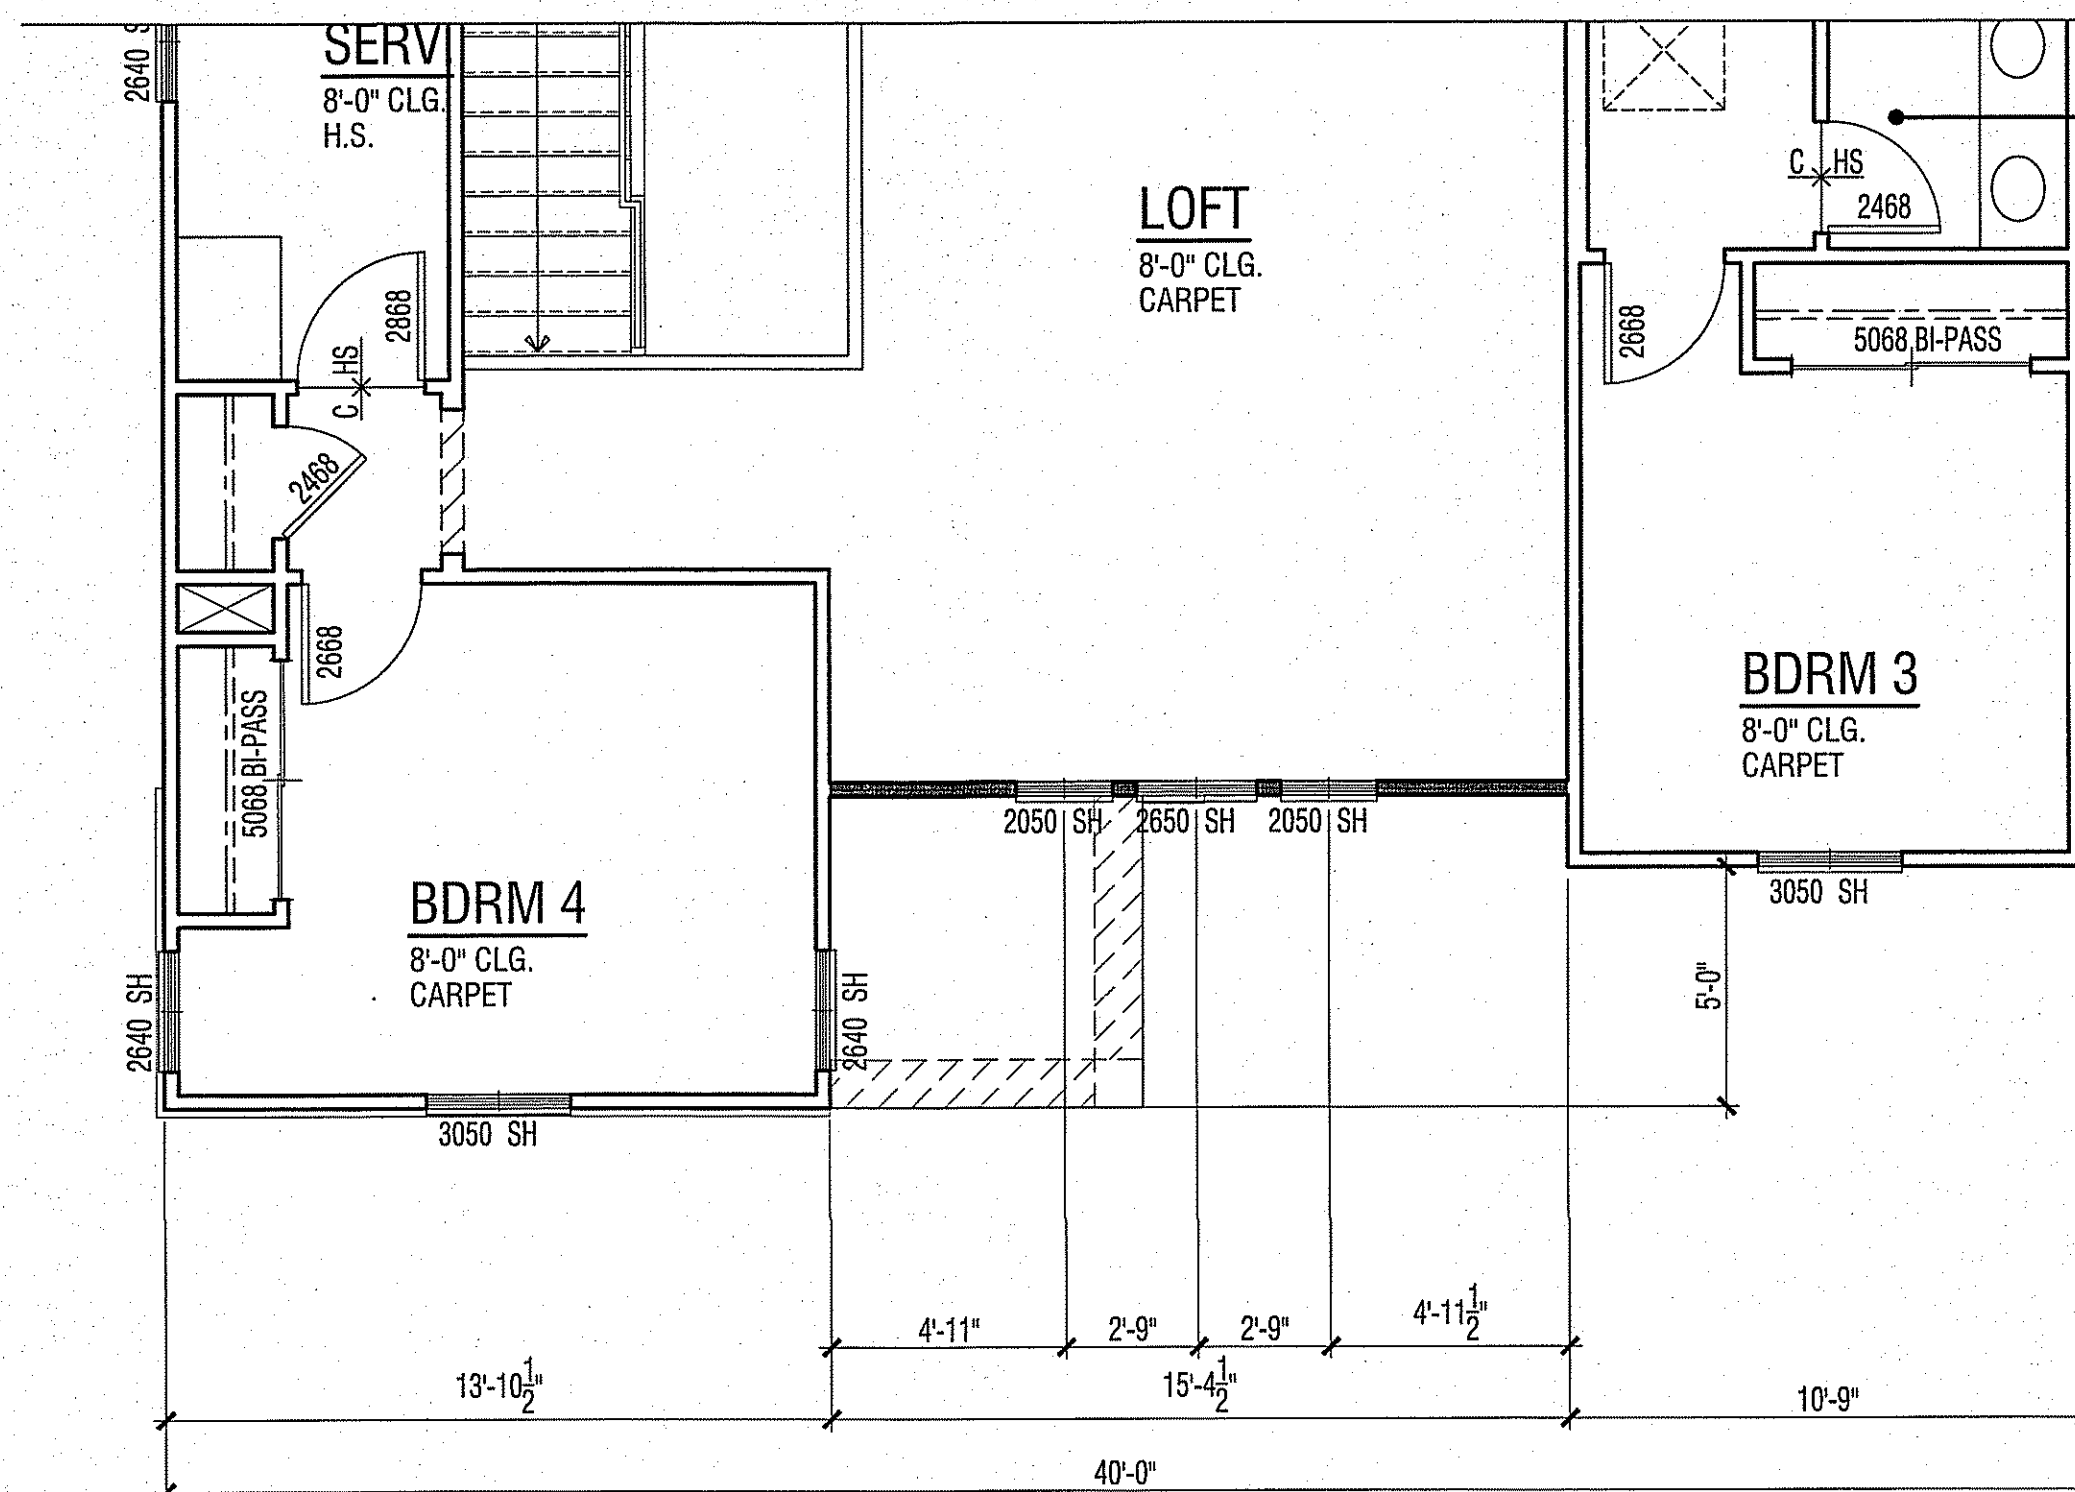 2640 S
SERV
8'-0" CLG.
H.S.
C HS
2468
LOFT
8'-0" CLG.
CARPET
2868
C HS
2668
5068 BI-PASS
2468
2668
BDRM 3
8'-0" CLG.
CARPET
5068 BI-PASS
2050 SH
2650 SH
2050 SH
3050 SH
BDRM 4
8'-0" CLG.
CARPET
2640 SH
2640 SH
5'-0"
3050 SH
4'-11"
2'-9"
2'-9"
4'-11 1/2"
13'-10 1/2"
15'-4 1/2"
10'-9"
40'-0"